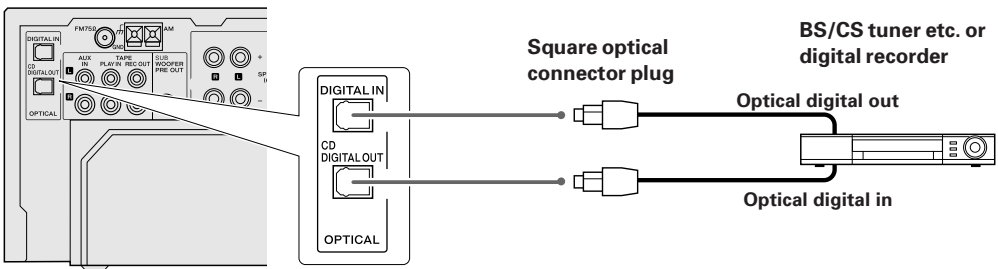 FM75Ω
GND
AM
DIGITAL IN
CD
DIGITAL OUT
OPTICAL
AUX
IN
TAPE
PLAY IN REC OUT
SUB
WOOFER
PRE OUT
L
R
R L
+
SP
-
DIGITAL IN
CD
DIGITAL OUT
OPTICAL
Square optical
connector plug
BS/CS tuner etc. or
digital recorder
Optical digital out
Optical digital in